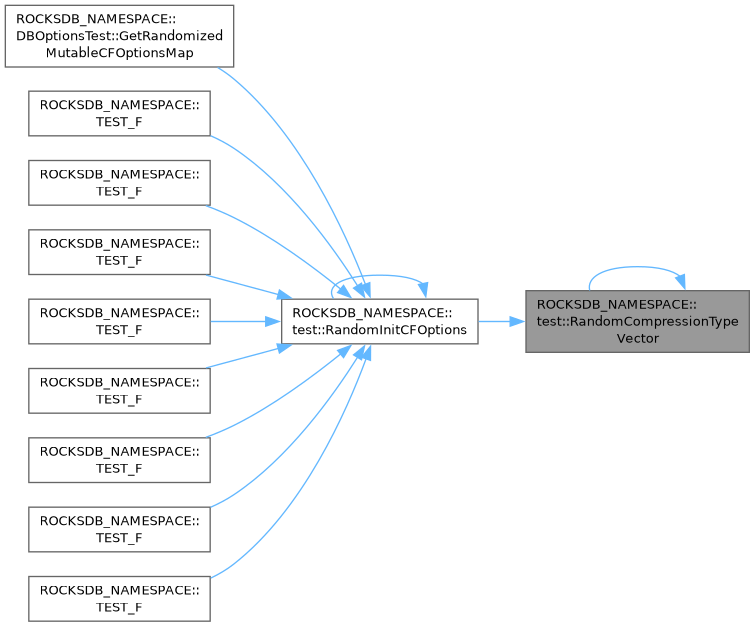 ROCKSDB_NAMESPACE::
DBOptionsTest::GetRandomized
MutableCFOptionsMap
ROCKSDB_NAMESPACE::
TEST_F
ROCKSDB_NAMESPACE::
TEST_F
ROCKSDB_NAMESPACE::
TEST_F
ROCKSDB_NAMESPACE::
TEST_F
ROCKSDB_NAMESPACE::
TEST_F
ROCKSDB_NAMESPACE::
TEST_F
ROCKSDB_NAMESPACE::
TEST_F
ROCKSDB_NAMESPACE::
TEST_F
ROCKSDB_NAMESPACE::
test::RandomInitCFOptions
ROCKSDB_NAMESPACE::
test::RandomCompressionType
Vector